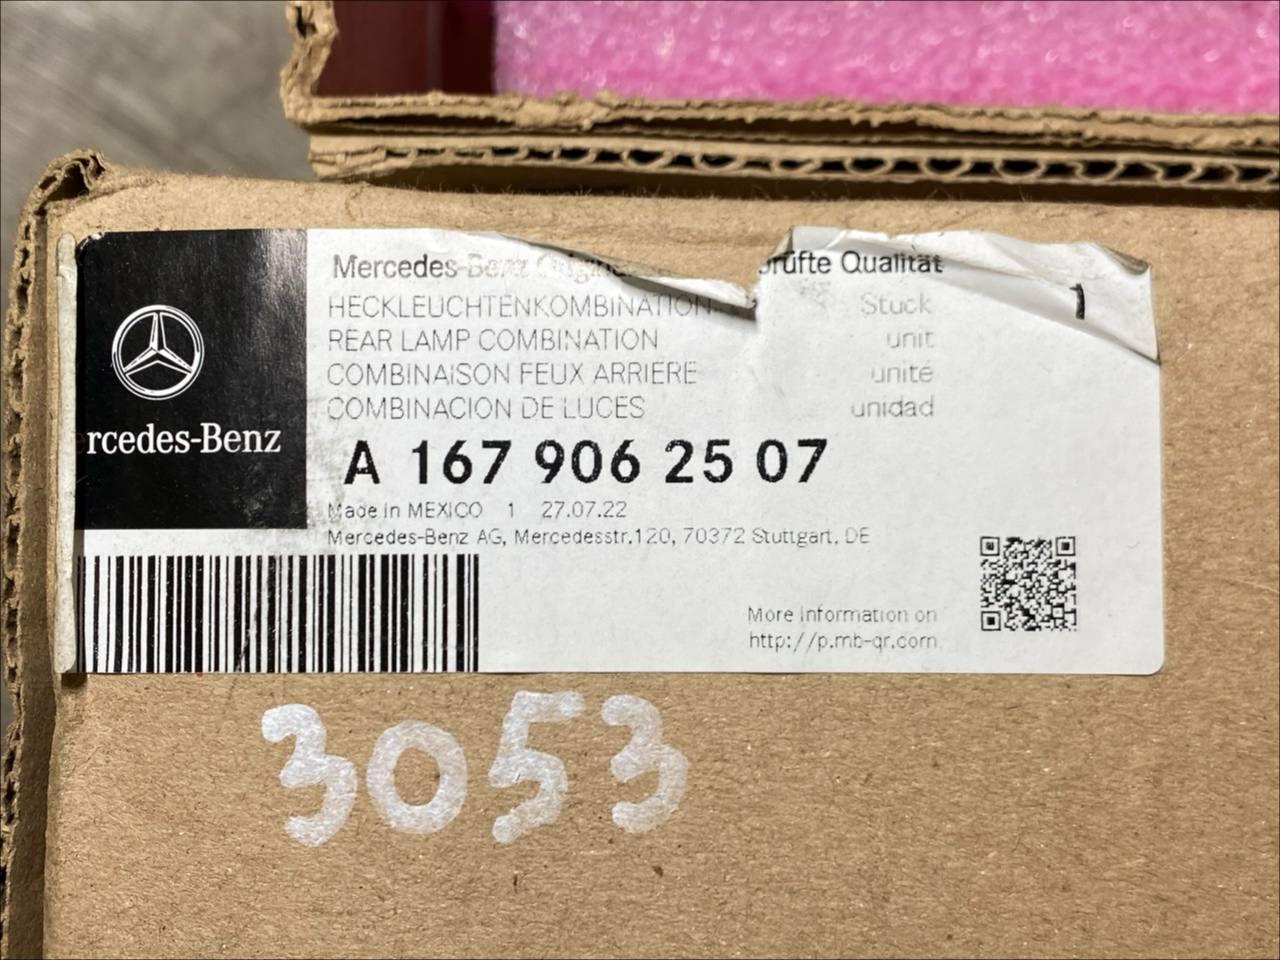 Mercedes-Benz Origin rüfte Qualität
HECKLEUCHTENKOMBINATION Stück
1
REAR LAMP COMBINATION unit
COMBINAISON FEUX ARRIERE unité
COMBINACION DE LUCES unidad
rcedes-Benz
A 167 906 25 07
Made in MEXICO 1 27.07.22
Mercedes-Benz AG, Mercedesstr.120, 70372 Stuttgart, DE
More information on
http://p.mb-qr.com
3053